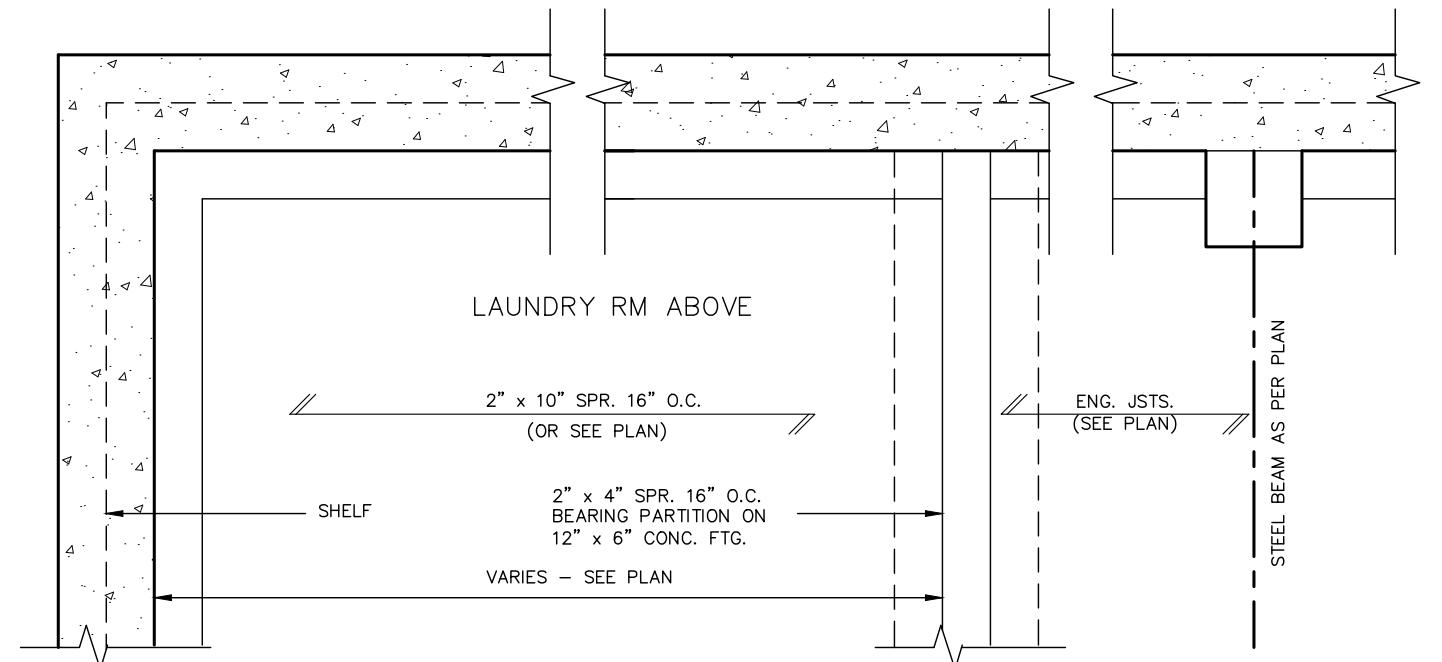 LAUNDRY RM ABOVE
2” x 10” SPR. 16” O.C.
(OR SEE PLAN)
ENG. JSTS.
(SEE PLAN)
STEEL BEAM AS PER PLAN
SHELF
2” x 4” SPR. 16” O.C.
BEARING PARTITION ON
12” x 6” CONC. FTG.
VARIES – SEE PLAN